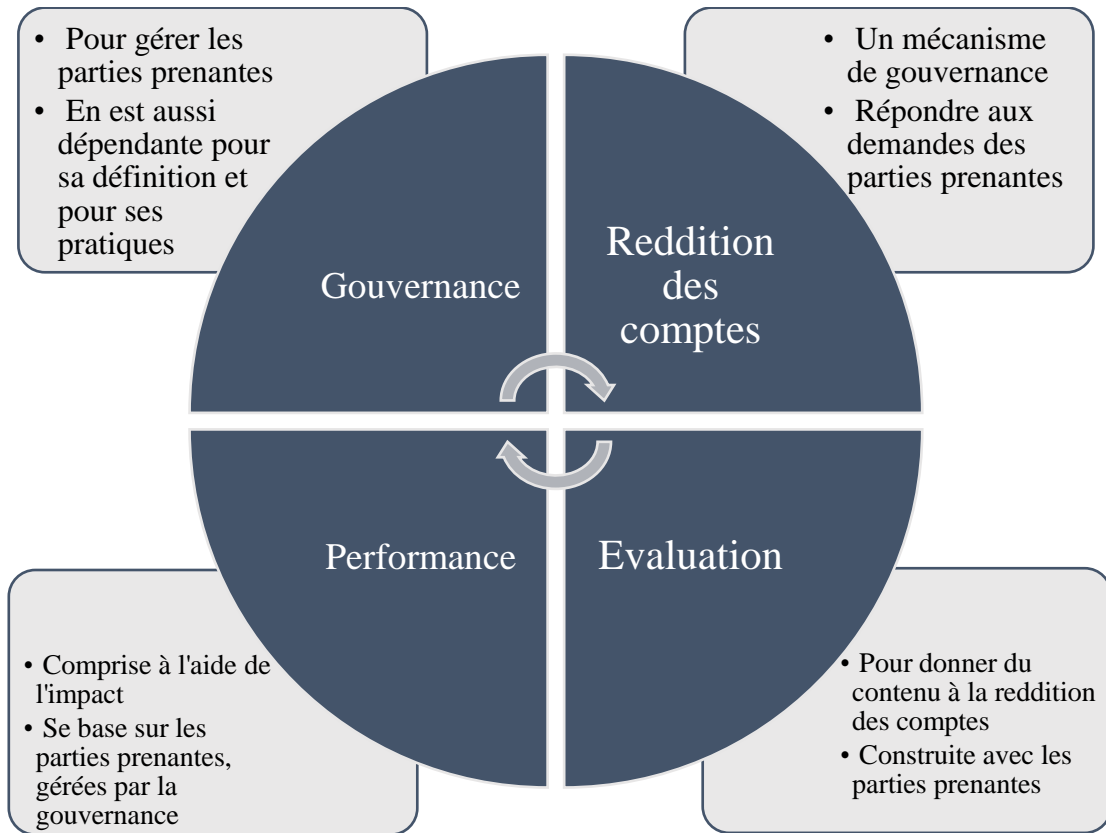 • Pour gérer les
parties prenantes
• En est aussi
dépendante pour
sa définition et
pour ses
pratiques
• Un mécanisme
de gouvernance
• Répondre aux
demandes des
parties prenantes
Gouvernance
Reddition
des
comptes
Performance
Evaluation
• Comprise à l'aide de
l'impact
• Se base sur les
parties prenantes,
gérées par la
gouvernance
• Pour donner du
contenu à la reddition
des comptes
• Construite avec les
parties prenantes